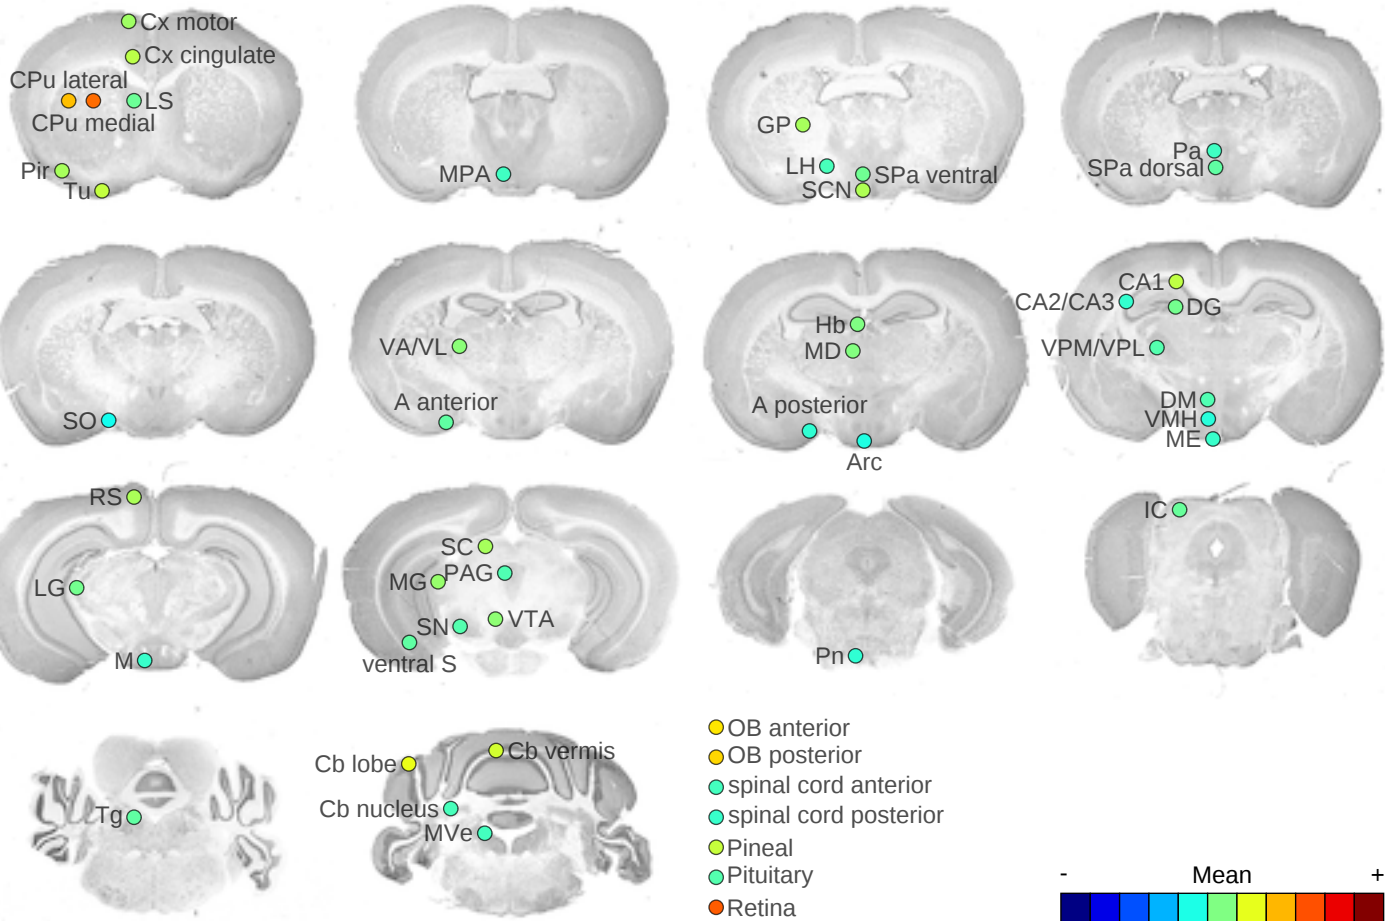 Cx motor
Cx cingulate
CPu lateral
LS
CPu medial
Pir
Tu
MPA
GP
LH
SPa ventral
SCN
Pa
SPa dorsal
SO
VA/VL
A anterior
Hb
MD
A posterior
Arc
CA1
CA2/CA3
DG
VPM/VPL
DM
VMH
ME
RS
LG
M
SC
MG
PAG
SN
VTA
ventral S
Pn
IC
Tg
Cb lobe
Cb vermis
Cb nucleus
MVe
OB anterior
OB posterior
spinal cord anterior
spinal cord posterior
Pineal
Pituitary
Retina
- Mean +